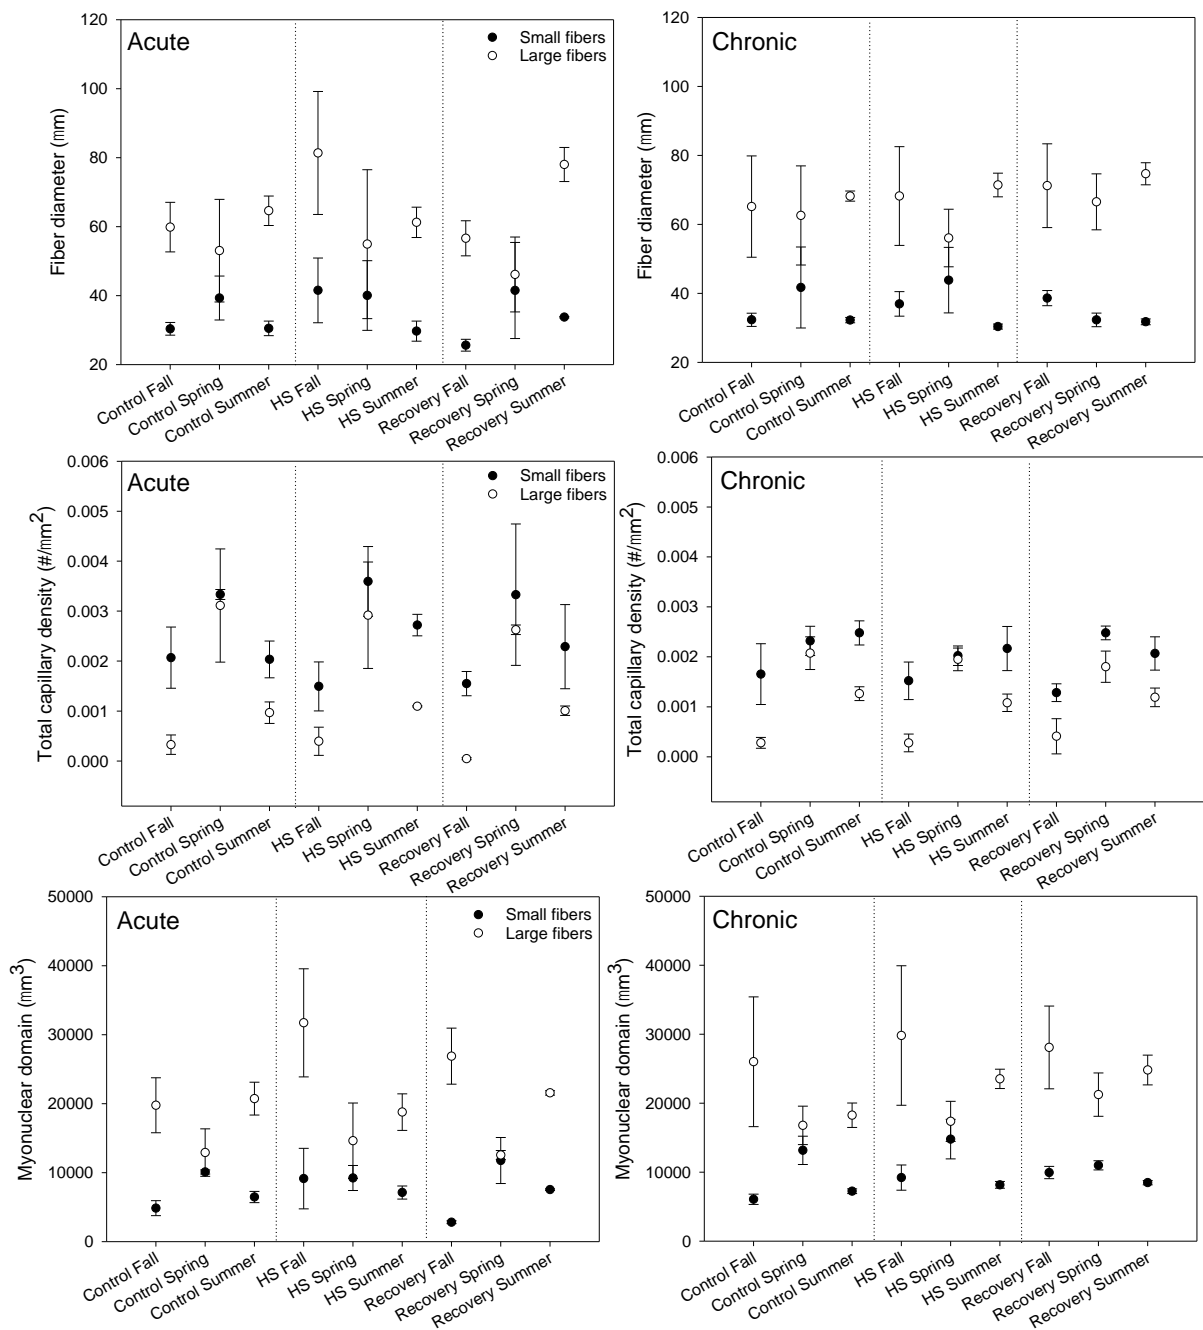 Acute
Small fibers
Large fibers
Fiber diameter (mm)
120
100
80
60
40
20
Control Fall
Control Spring
Control Summer
HS Fall
HS Spring
HS Summer
Recovery Fall
Recovery Spring
Recovery Summer
Chronic
Fiber diameter (mm)
120
100
80
60
40
20
Control Fall
Control Spring
Control Summer
HS Fall
HS Spring
HS Summer
Recovery Fall
Recovery Spring
Recovery Summer
Acute
Small fibers
Large fibers
Total capillary density (#/mm2)
0.006
0.005
0.004
0.003
0.002
0.001
0.000
Control Fall
Control Spring
Control Summer
HS Fall
HS Spring
HS Summer
Recovery Fall
Recovery Spring
Recovery Summer
Chronic
Total capillary density (#/mm2)
0.006
0.005
0.004
0.003
0.002
0.001
0.000
Control Fall
Control Spring
Control Summer
HS Fall
HS Spring
HS Summer
Recovery Fall
Recovery Spring
Recovery Summer
Acute
Small fibers
Large fibers
Myonuclear domain (mm3)
50000
40000
30000
20000
10000
0
Control Fall
Control Spring
Control Summer
HS Fall
HS Spring
HS Summer
Recovery Fall
Recovery Spring
Recovery Summer
Chronic
Myonuclear domain (mm3)
50000
40000
30000
20000
10000
0
Control Fall
Control Spring
Control Summer
HS Fall
HS Spring
HS Summer
Recovery Fall
Recovery Spring
Recovery Summer